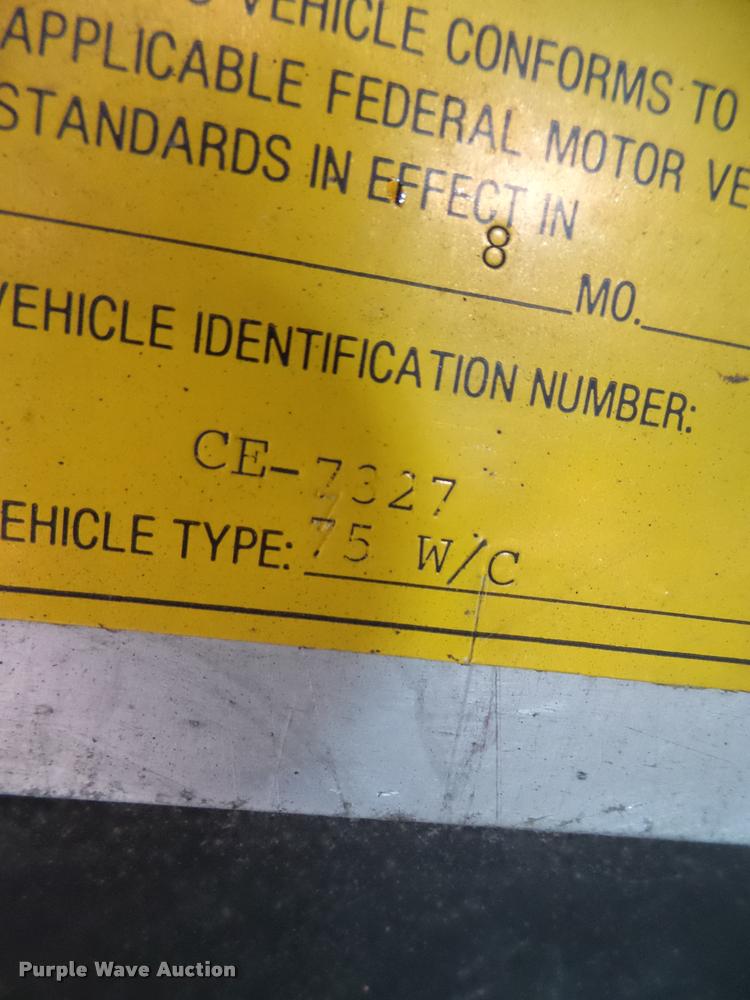 VEHICLE CONFORMS TO
APPLICABLE FEDERAL MOTOR VE
STANDARDS IN EFFECT IN
8 MO.
VEHICLE IDENTIFICATION NUMBER:
CE-7327
EHICLE TYPE: 75 W/C
Purple Wave Auction